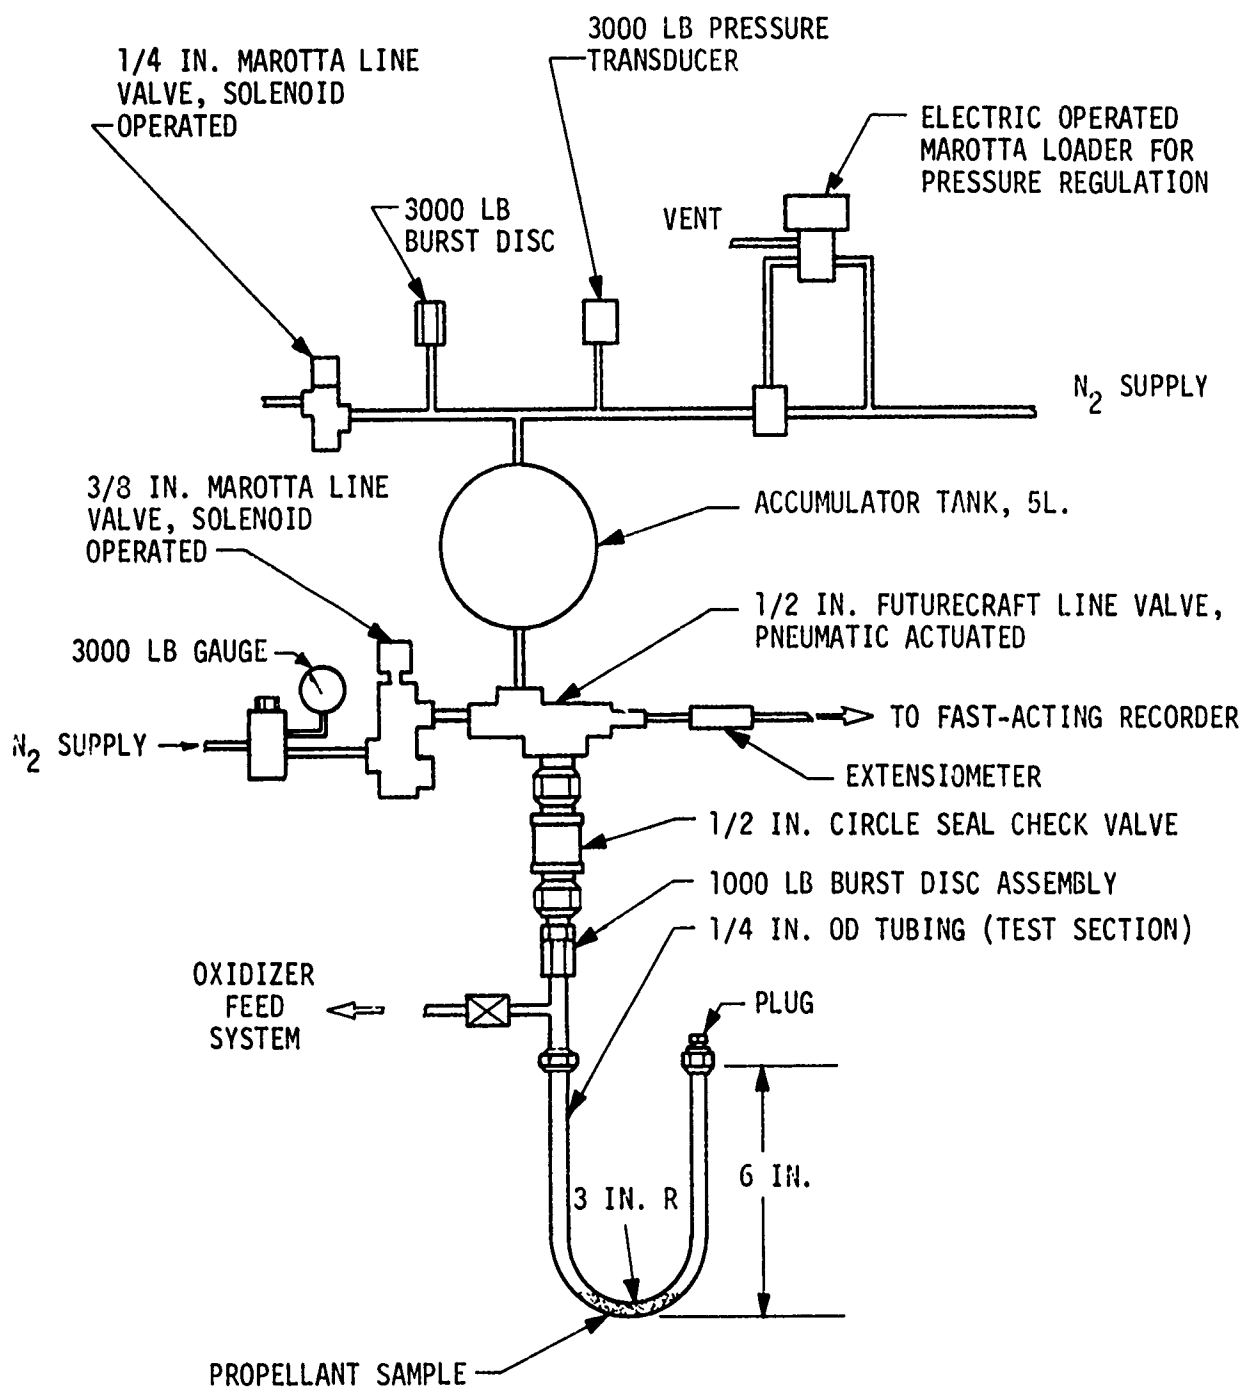 3000 LB PRESSURE
TRANSDUCER
1/4 IN. MAROTTA LINE
VALVE, SOLENOID
OPERATED
ELECTRIC OPERATED
MAROTTA LOADER FOR
PRESSURE REGULATION
3000 LB
BURST DISC
VENT
N2 SUPPLY
3/8 IN. MAROTTA LINE
VALVE, SOLENOID
OPERATED
ACCUMULATOR TANK, 5L.
1/2 IN. FUTURECRAFT LINE VALVE,
PNEUMATIC ACTUATED
3000 LB GAUGE
TO FAST-ACTING RECORDER
N2 SUPPLY
EXTENSIOMETER
1/2 IN. CIRCLE SEAL CHECK VALVE
1000 LB BURST DISC ASSEMBLY
1/4 IN. OD TUBING (TEST SECTION)
OXIDIZER
FEED
SYSTEM
PLUG
6 IN.
3 IN. R
PROPELLANT SAMPLE